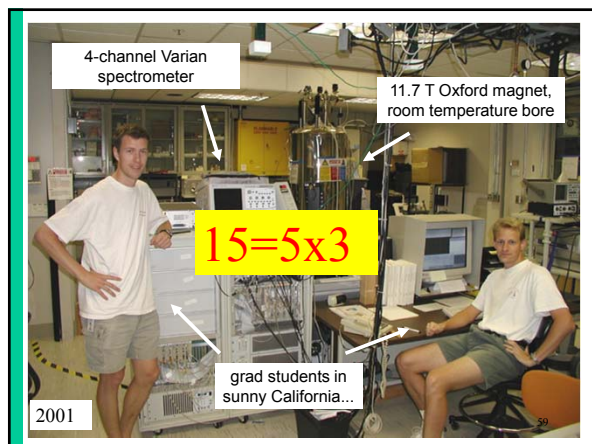 4-channel Varian
spectrometer
11.7 T Oxford magnet,
room temperature bore
15=5x3
grad students in
sunny California...
2001
59